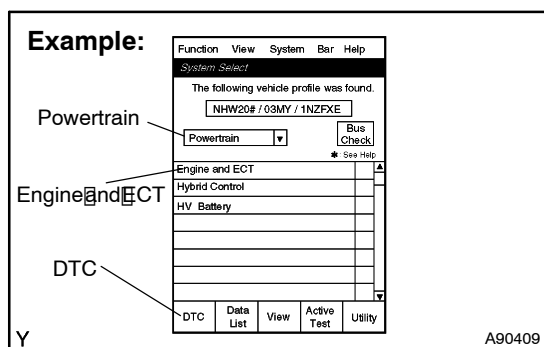 Example:
Function View System Bar Help
System Select
The following vehicle profile was found.
NHW20# / 03MY / 1NZFXE
Powertrain
Powertrain ▼
Bus
Check
✱ : See Help
Engine and ECT
Engine and ECT
Hybrid Control
HV Battery
DTC
DTC Data List View Active Test Utility
Y
A90409